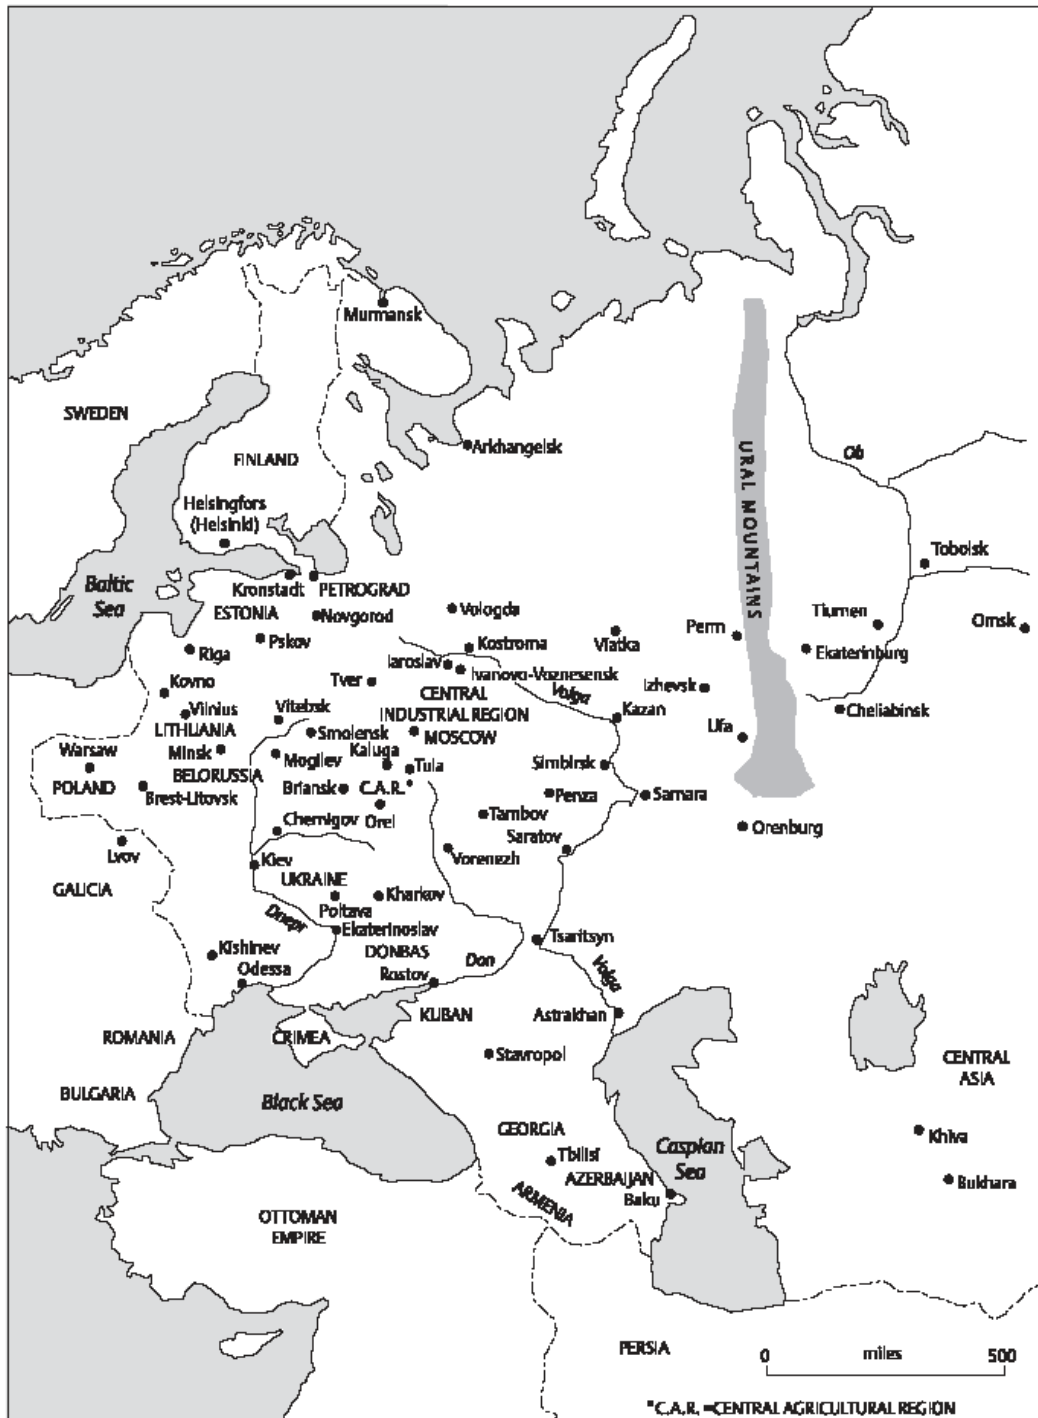 Murmansk
SWEDEN
Arkhangelsk
FINLAND
Ob
URAL MOUNTAINS
Helsingfors
(Helsinki)
Tobolsk
Baltic
Sea
Kronstadt
PETROGRAD
ESTONIA
Novgorod
Vologda
Tiumen
Omsk
Pskov
Viatka
Perm
Riga
Kostroma
Ekaterinburg
Iaroslav
Ivanovo-Voznesensk
Kovno
Tver
CENTRAL
INDUSTRIAL REGION
Volga
Izhevsk
Vilnius
Vitebsk
Kazan
Cheliabinsk
LITHUANIA
Smolensk
MOSCOW
Ufa
Warsaw
Minsk
Kaluga
Mogilev
Tula
Simbirsk
POLAND
BELORUSSIA
Brest-Litovsk
Briansk
C.A.R.*
Penza
Samara
Chernigov
Orel
Tambov
Saratov
Orenburg
Lvov
Kiev
Vorenezh
GALICIA
UKRAINE
Kharkov
Poltava
Dnepr
Ekaterinoslav
Tsaritsyn
Kishinev
DONBAS
Don
Volga
Odessa
Rostov
KUBAN
Astrakhan
ROMANIA
CRIMEA
Stavropol
CENTRAL
ASIA
BULGARIA
Black Sea
GEORGIA
Khiva
Tbilisi
Caspian
Sea
AZERBAIJAN
Bukhara
Baku
ARMENIA
OTTOMAN
EMPIRE
PERSIA
0 miles 500
*C.A.R. =CENTRAL AGRICULTURAL REGION